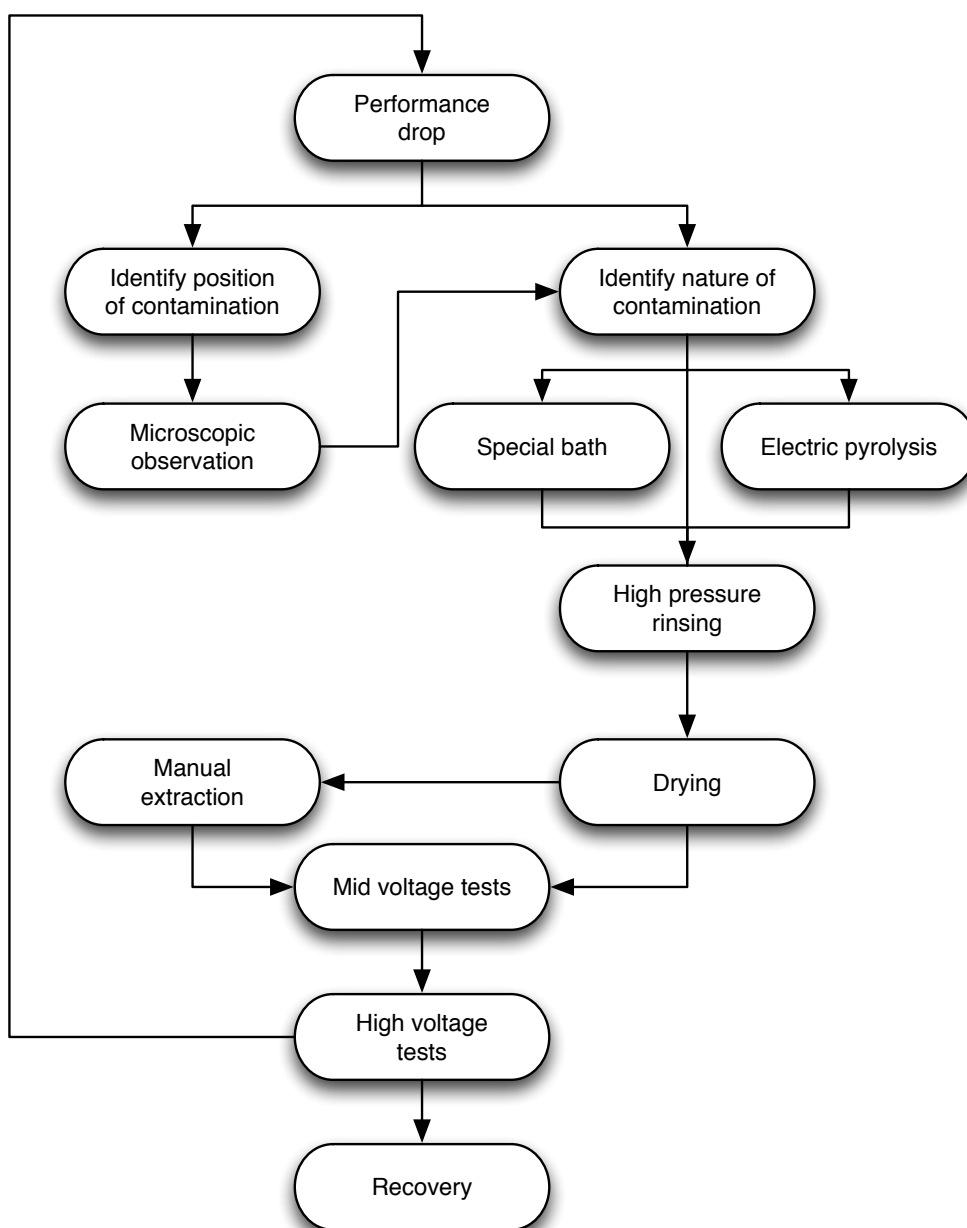 Performance
drop
Identify position
of contamination
Identify nature of
contamination
Microscopic
observation
Special bath
Electric pyrolysis
High pressure
rinsing
Manual
extraction
Drying
Mid voltage tests
High voltage
tests
Recovery